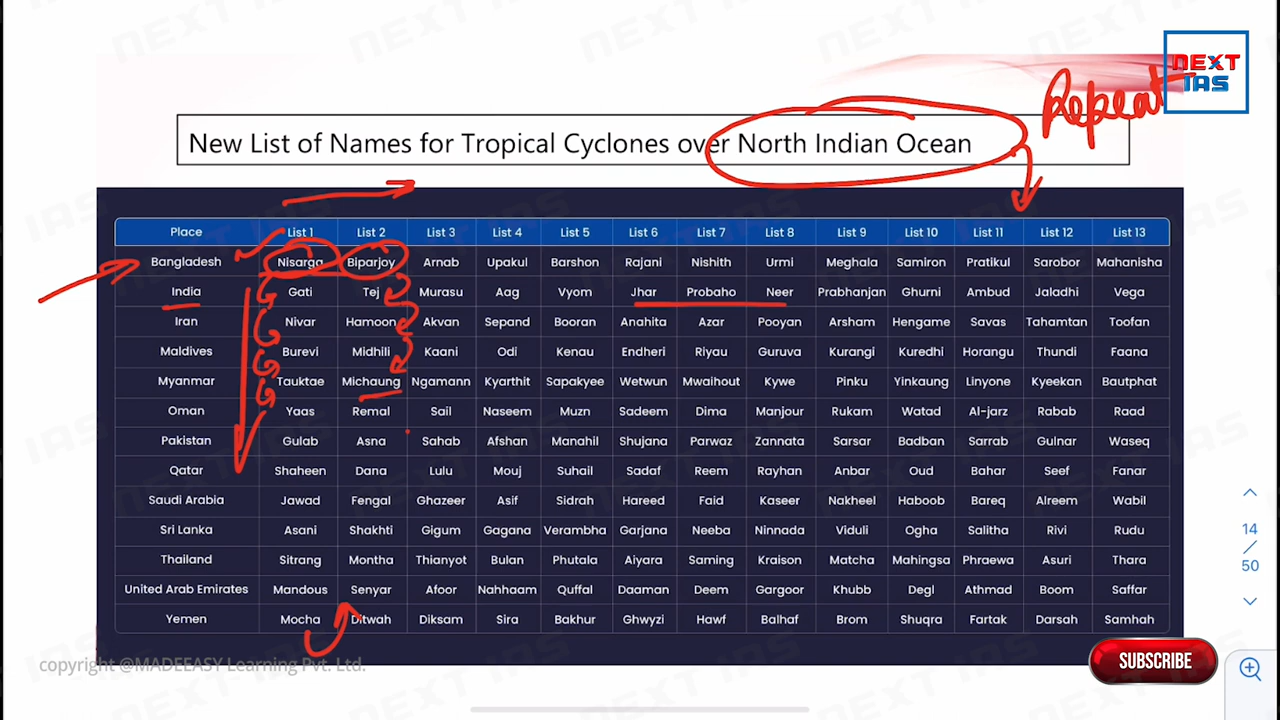 NEXT IAS
Repeat
New List of Names for Tropical Cyclones over North Indian Ocean
Place List 1 List 2 List 3 List 4 List 5 List 6 List 7 List 8 List 9 List 10 List 11 List 12 List 13
Bangladesh Nisarga Biparjoy Arnab Upakul Barshon Rajani Nishith Urmi Meghala Samiron Pratikul Sarobor Mahanisha
India Gati Tej Murasu Aag Vyom Jhar Probaho Neer Prabhanjan Ghurni Ambud Jaladhi Vega
Iran Nivar Hamoon Akvan Sepand Booran Anahita Azar Pooyan Arsham Hengame Savas Tahamtan Toofan
Maldives Burevi Midhili Kaani Odi Kenau Endheri Riyau Guruva Kurangi Kuredhi Horangu Thundi Faana
Myanmar Tauktae Michaung Ngamann Kyarthit Sapakyee Wetwun Mwaihout Kywe Pinku Yinkaung Linyone Kyeekan Bautphat
Oman Yaas Remal Sail Naseem Muzn Sadeem Dima Manjour Rukam Watad Al-jarz Rabab Raad
Pakistan Gulab Asna Sahab Afshan Manahil Shujana Parwaz Zannata Sarsar Badban Sarrab Gulnar Waseq
Qatar Shaheen Dana Lulu Mouj Suhail Sadaf Reem Rayhan Anbar Oud Bahar Seef Fanar
Saudi Arabia Jawad Fengal Ghazeer Asif Sidrah Hareed Faid Kaseer Nakheel Haboob Bareq Alreem Wabil
Sri Lanka Asani Shakhti Gigum Gagana Verambha Garjana Neeba Ninnada Viduli Ogha Salitha Rivi Rudu
Thailand Sitrang Montha Thianyot Bulan Phutala Aiyara Saming Kraison Matcha Mahingsa Phraewa Asuri Thara
United Arab Emirates Mandous Senyar Afoor Nahhaam Quffal Daaman Deem Gargoor Khubb Degl Athmad Boom Saffar
Yemen Mocha Ditwah Diksam Sira Bakhur Ghwyzi Hawf Balhaf Brom Shuqra Fartak Darsah Samhah
14
/
50
copyright @MADEEASY Learning Pvt. Ltd.
SUBSCRIBE